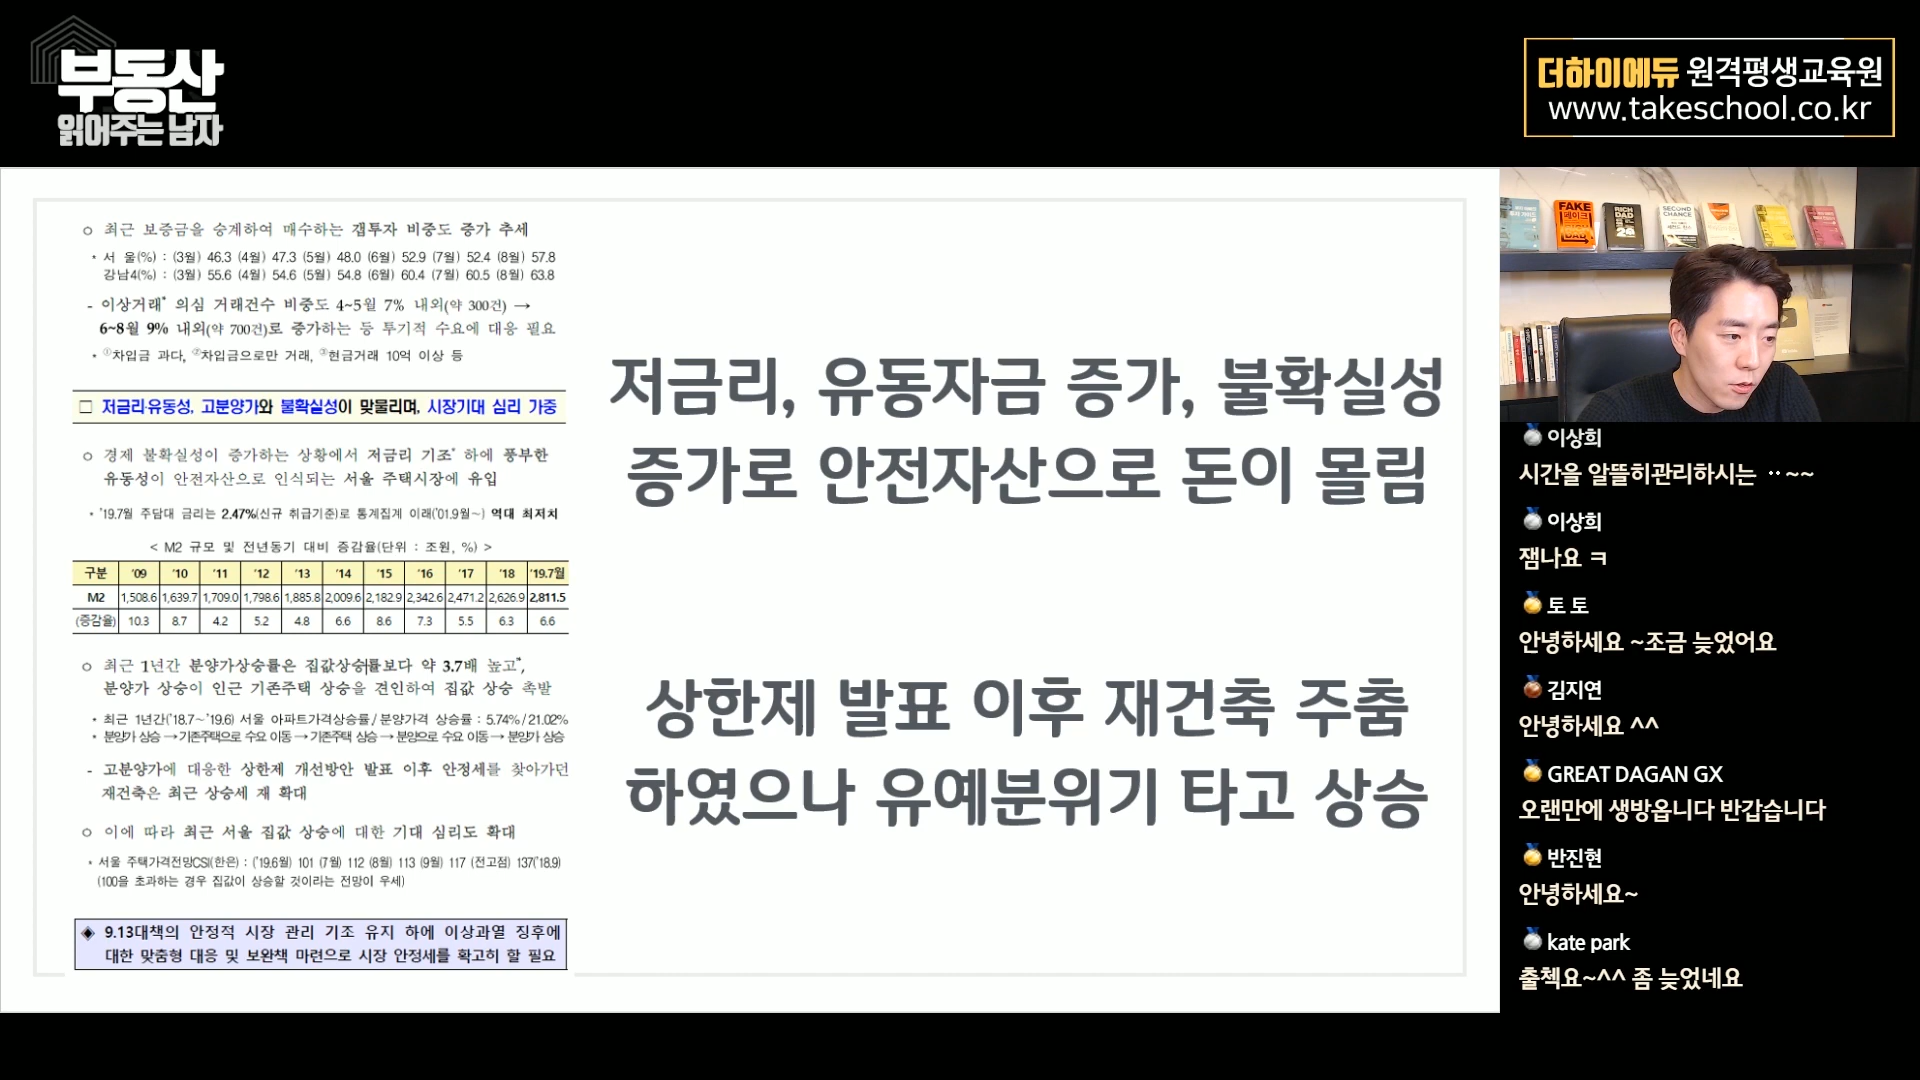 부동산
읽어주는 남자
더하이에듀 원격평생교육원
www.takeschool.co.kr
○ 최근 보증금을 승계하여 매수하는 갭투자 비중도 증가 추세
* 서 울(%) : (3월) 46.3 (4월) 47.3 (5월) 48.0 (6월) 52.9 (7월) 52.4 (8월) 57.8
강남4(%) : (3월) 55.6 (4월) 54.6 (5월) 54.8 (6월) 60.4 (7월) 60.5 (8월) 63.8
- 이상거래* 의심 거래건수 비중도 4~5월 7% 내외(약 300건) →
6~8월 9% 내외(약 700건)로 증가하는 등 투기적 수요에 대응 필요
* ①차입금 과다, ②차입금으로만 거래, ③현금거래 10억 이상 등
□ 저금리·유동성, 고분양가와 불확실성이 맞물리며, 시장기대 심리 가중
○ 경제 불확실성이 증가하는 상황에서 저금리 기조* 하에 풍부한
유동성이 안전자산으로 인식되는 서울 주택시장에 유입
* '19.7월 주담대 금리는 2.47%(신규 취급기준)로 통계집계 이래('01.9월~) 역대 최저치
< M2 규모 및 전년동기 대비 증감율(단위 : 조원, %) >
구분 '09 '10 '11 '12 '13 '14 '15 '16 '17 '18 '19.7월
M2 1,508.6 1,639.7 1,709.0 1,798.6 1,885.8 2,009.6 2,182.9 2,342.6 2,471.2 2,626.9 2,811.5
(증감율) 10.3 8.7 4.2 5.2 4.8 6.6 8.6 7.3 5.5 6.3 6.6
○ 최근 1년간 분양가상승률은 집값상승률보다 약 3.7배 높고*,
분양가 상승이 인근 기존주택 상승을 견인하여 집값 상승 촉발
* 최근 1년간('18.7~'19.6) 서울 아파트가격상승률 / 분양가격 상승률 : 5.74% / 21.02%
* 분양가 상승 → 기존주택으로 수요 이동 → 기존주택 상승 → 분양으로 수요 이동 → 분양가 상승
- 고분양가에 대응한 상한제 개선방안 발표 이후 안정세를 찾아가던
재건축은 최근 상승세 재 확대
○ 이에 따라 최근 서울 집값 상승에 대한 기대 심리도 확대
* 서울 주택가격전망CSI(한은) : ('19.6월) 101 (7월) 112 (8월) 113 (9월) 117 (전고점) 137('18.9)
(100을 초과하는 경우 집값이 상승할 것이라는 전망이 우세)
◈ 9.13대책의 안정적 시장 관리 기조 유지 하에 이상과열 징후에
대한 맞춤형 대응 및 보완책 마련으로 시장 안정세를 확고히 할 필요
저금리, 유동자금 증가, 불확실성
증가로 안전자산으로 돈이 몰림
상한제 발표 이후 재건축 주춤
하였으나 유예분위기 타고 상승
FAKE
페이크
RICH
DAD
SECOND
CHANCE
이상희
시간을 알뜰히관리하시는 ··~~
이상희
잼나요 ㅋ
토 토
안녕하세요 ~조금 늦었어요
김지연
안녕하세요 ^^
GREAT DAGAN GX
오랜만에 생방옵니다 반갑습니다
반진현
안녕하세요~
kate park
출첵요~^^ 좀 늦었네요